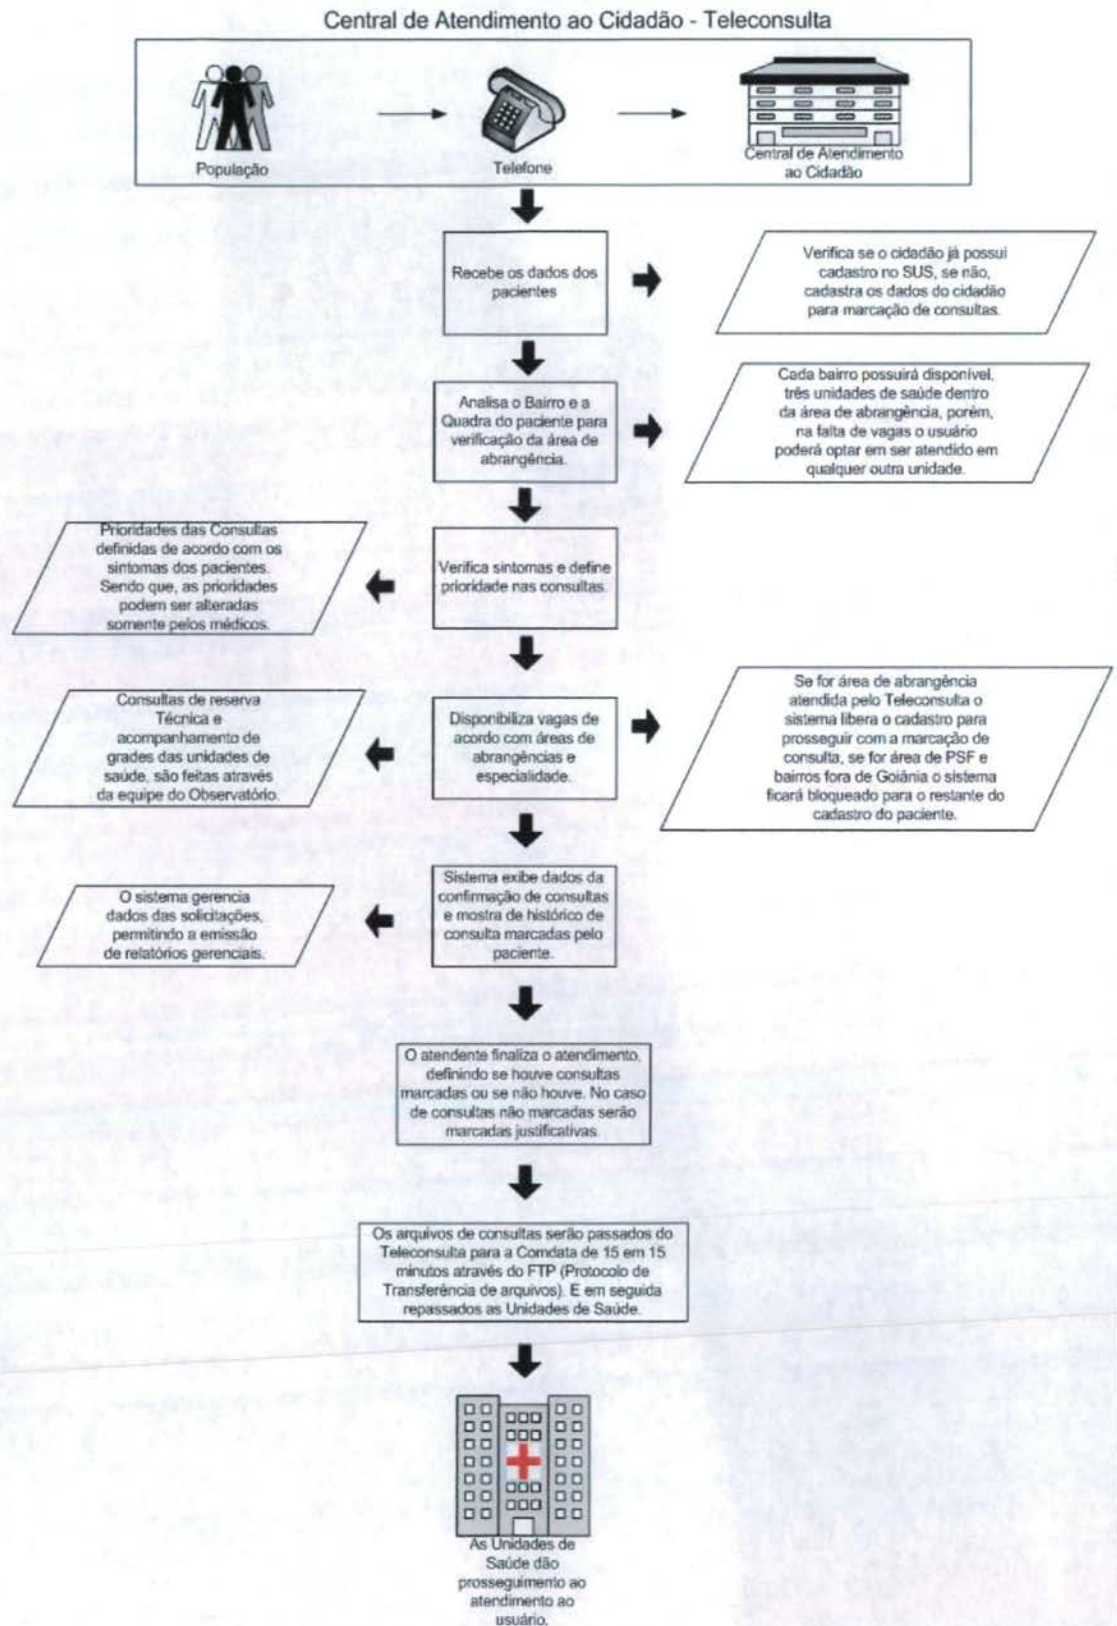 Central de Atendimento ao Cidadão - Teleconsulta
População
Telefone
Central de Atendimento
ao Cidadão
Recebe os dados dos
pacientes
Verifica se o cidadão já possui
cadastro no SUS, se não,
cadastra os dados do cidadão
para marcação de consultas.
Analisa o Bairro e a
Quadra do paciente para
verificação da área de
abrangência.
Cada bairro possuirá disponível,
três unidades de saúde dentro
da área de abrangência, porém,
na falta de vagas o usuário
poderá optar em ser atendido em
qualquer outra unidade.
Prioridades das Consultas
definidas de acordo com os
sintomas dos pacientes.
Sendo que, as prioridades
podem ser alteradas
somente pelos médicos.
Verifica sintomas e define
prioridade nas consultas.
Consultas de reserva
Técnica e
acompanhamento de
grades das unidades de
saúde, são feitas através
da equipe do Observatório.
Disponibiliza vagas de
acordo com áreas de
abrangências e
especialidade.
Se for área de abrangência
atendida pelo Teleconsulta o
sistema libera o cadastro para
prosseguir com a marcação de
consulta, se for área de PSF e
bairros fora de Goiânia o sistema
ficará bloqueado para o restante do
cadastro do paciente.
O sistema gerencia
dados das solicitações,
permitindo a emissão
de relatórios gerenciais.
Sistema exibe dados da
confirmação de consultas
e mostra de histórico de
consulta marcadas pelo
paciente.
O atendente finaliza o atendimento,
definindo se houve consultas
marcadas ou se não houve. No caso
de consultas não marcadas serão
marcadas justificativas.
Os arquivos de consultas serão passados do
Teleconsulta para a Comdata de 15 em 15
minutos através do FTP (Protocolo de
Transferência de arquivos). E em seguida
repassados as Unidades de Saúde.
As Unidades de
Saúde dão
prosseguimento ao
atendimento ao
usuário.